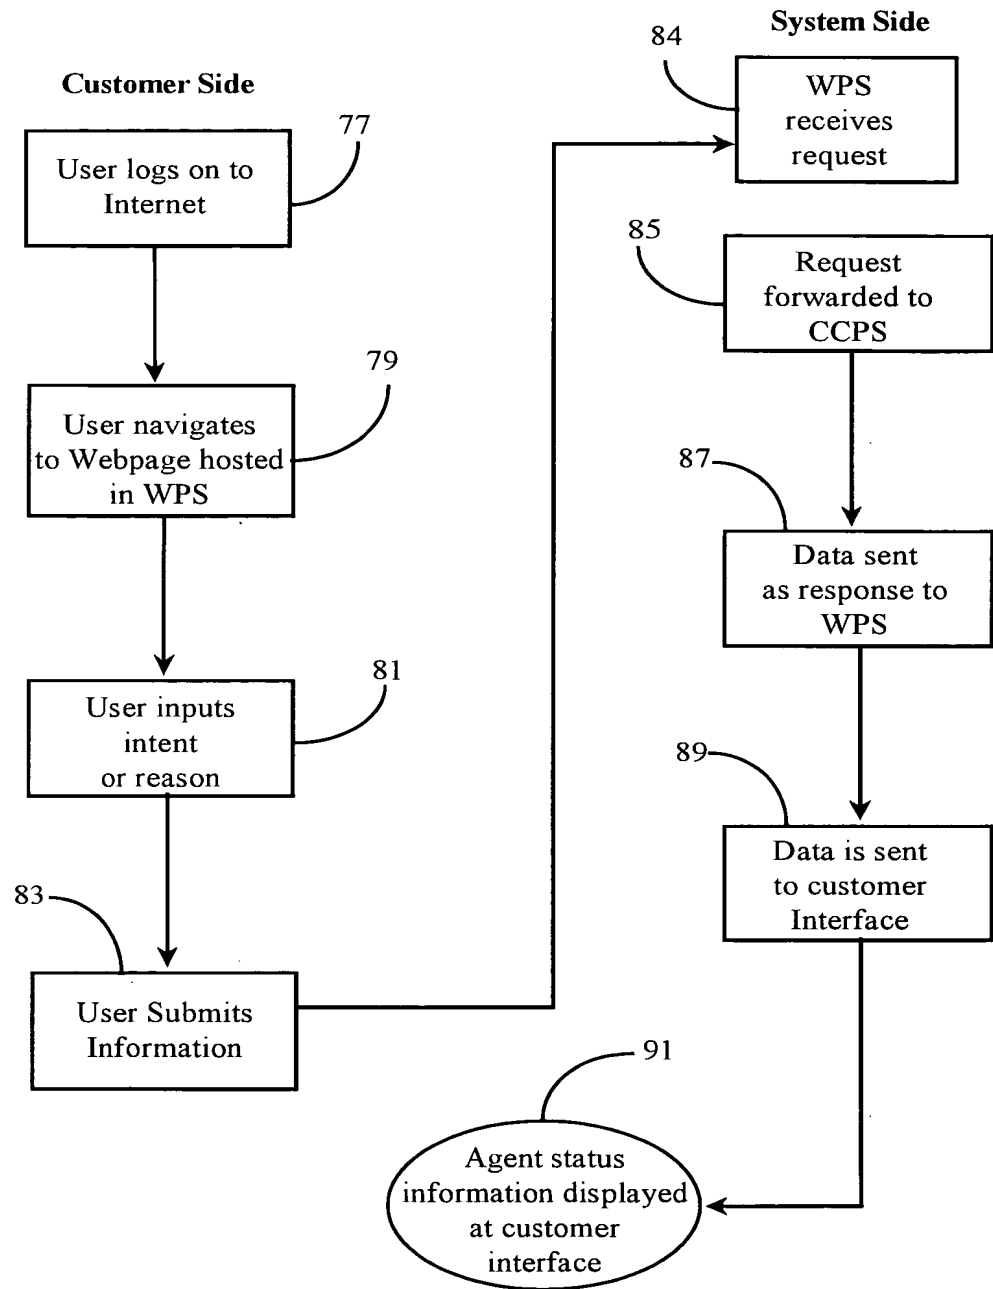 Customer Side
77
User logs on to
Internet
79
User navigates
to Webpage hosted
in WPS
81
User inputs
intent
or reason
83
User Submits
Information
System Side
84
WPS
receives
request
85
Request
forwarded to
CCPS
87
Data sent
as response to
WPS
89
Data is sent
to customer
Interface
91
Agent status
information displayed
at customer
interface